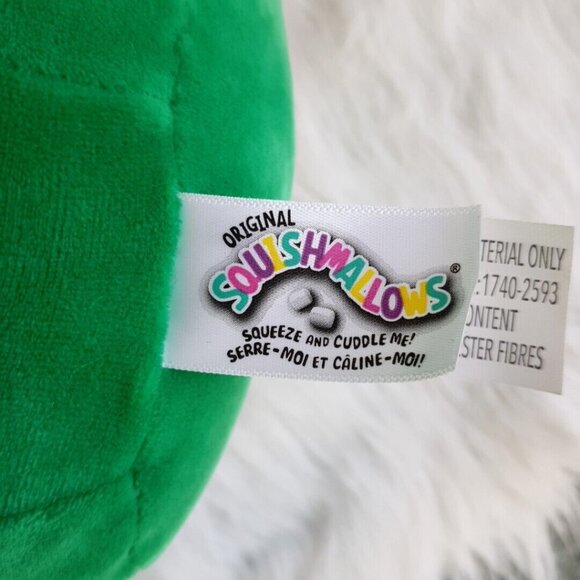 ORIGINAL
SQUISHMALLOWS®
SQUEEZE AND CUDDLE ME!
SERRE-MOI ET CÂLINE-MOI!
TERIAL ONLY
:1740-2593
ONTENT
STER FIBRES